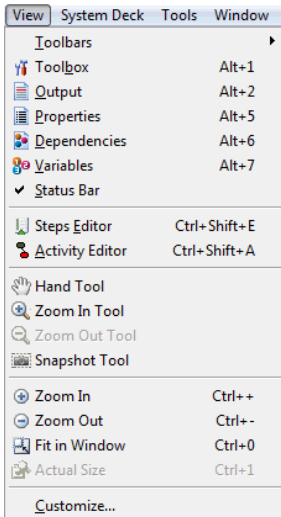 View System Deck Tools Window
Toolbars
Toolbox Alt+1
Output Alt+2
Properties Alt+5
Dependencies Alt+6
Variables Alt+7
Status Bar
Steps Editor Ctrl+Shift+E
Activity Editor Ctrl+Shift+A
Hand Tool
Zoom In Tool
Zoom Out Tool
Snapshot Tool
Zoom In Ctrl++
Zoom Out Ctrl+-
Fit in Window Ctrl+0
Actual Size Ctrl+1
Customize...